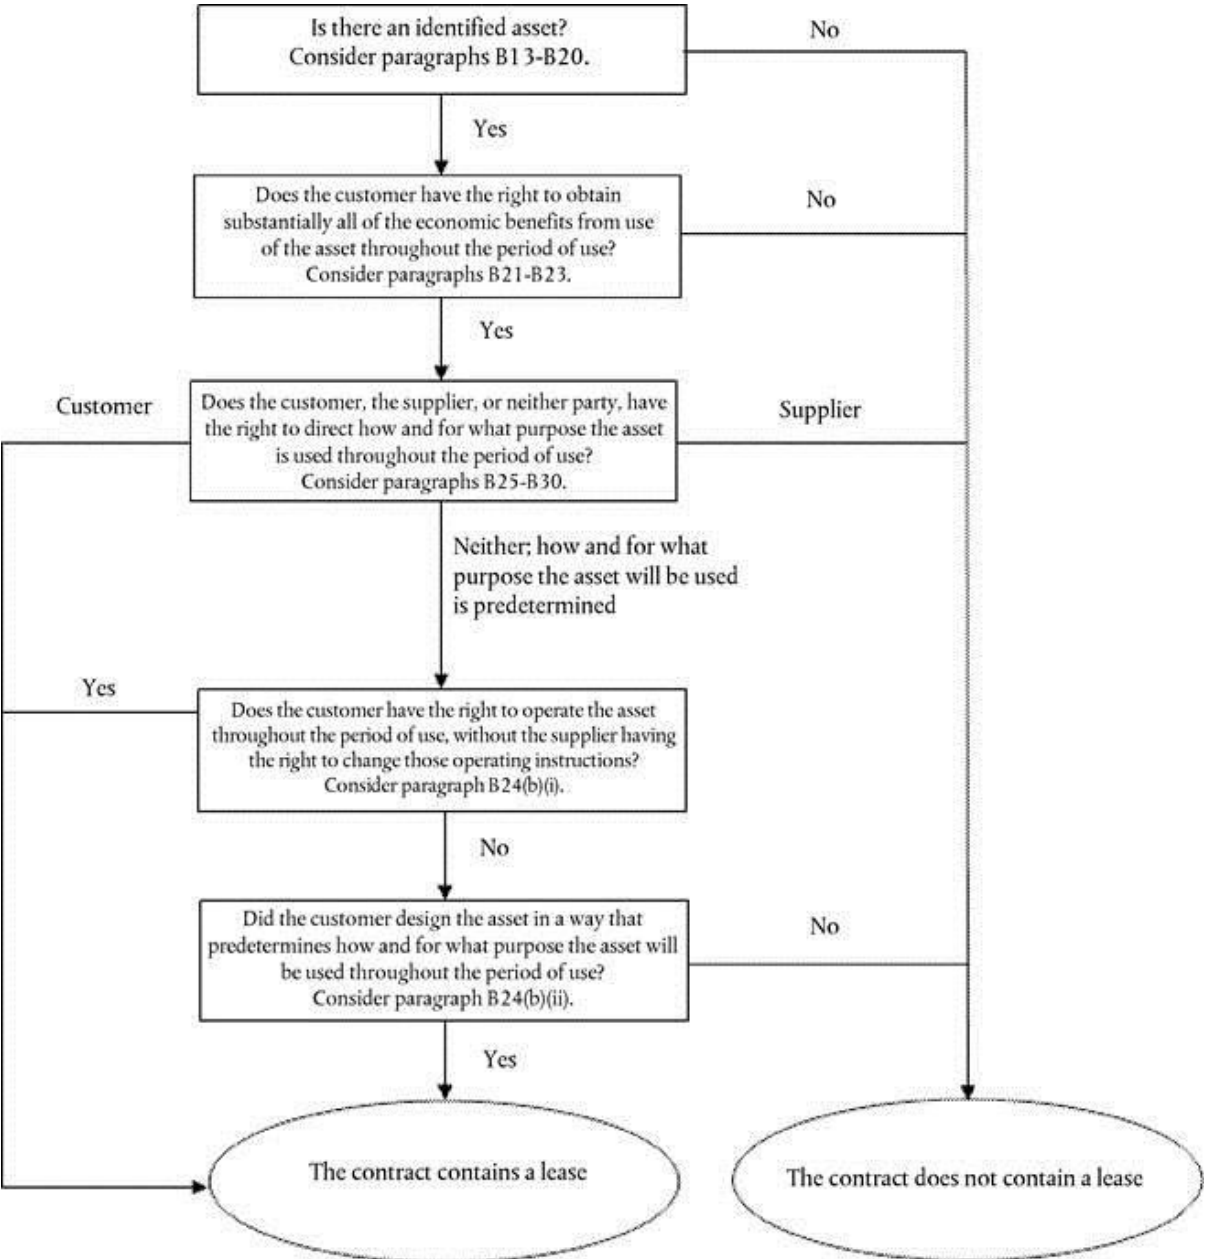 Is there an identified asset?
Consider paragraphs B13-B20.
No
Yes
Does the customer have the right to obtain
substantially all of the economic benefits from use
of the asset throughout the period of use?
Consider paragraphs B21-B23.
No
Yes
Customer
Does the customer, the supplier, or neither party, have
the right to direct how and for what purpose the asset
is used throughout the period of use?
Consider paragraphs B25-B30.
Supplier
Neither; how and for what
purpose the asset will be used
is predetermined
Yes
Does the customer have the right to operate the asset
throughout the period of use, without the supplier having
the right to change those operating instructions?
Consider paragraph B24(b)(i).
No
Did the customer design the asset in a way that
predetermines how and for what purpose the asset will
be used throughout the period of use?
Consider paragraph B24(b)(ii).
No
Yes
The contract contains a lease
The contract does not contain a lease